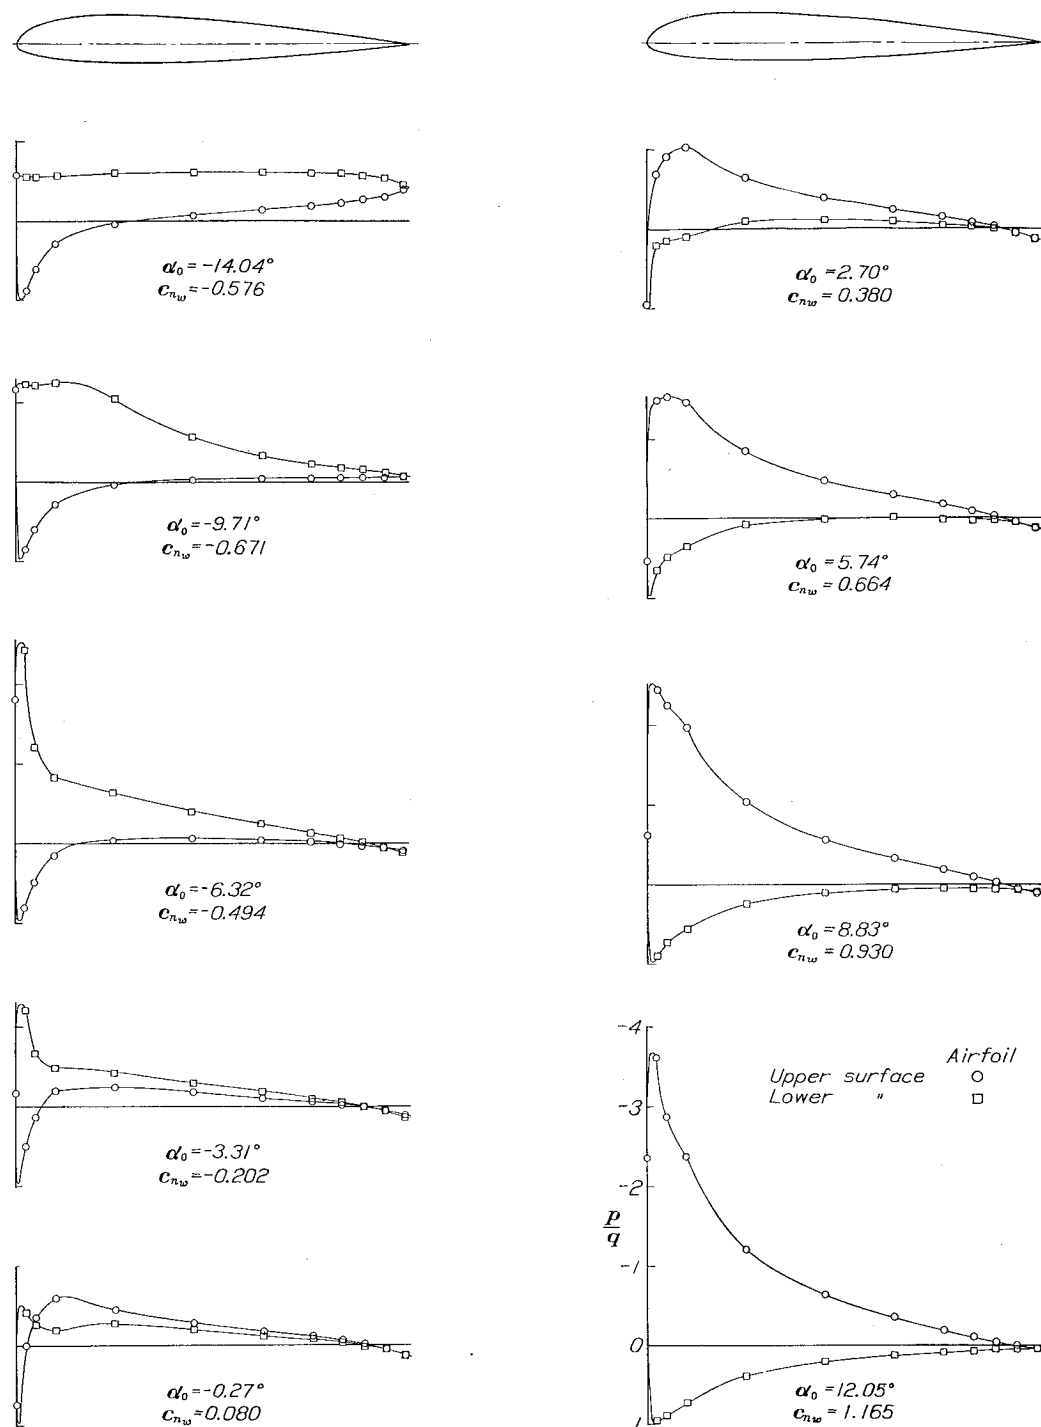 α₀ = -14.04°
cₙw = -0.576
α₀ = -9.71°
cₙw = -0.671
α₀ = -6.32°
cₙw = -0.494
α₀ = -3.31°
cₙw = -0.202
α₀ = -0.27°
cₙw = 0.080
α₀ = 2.70°
cₙw = 0.380
α₀ = 5.74°
cₙw = 0.664
α₀ = 8.83°
cₙw = 0.930
-4
Airfoil
Upper surface ○
Lower " □
-3
-2
p/q
-1
0
α₀ = 12.05°
cₙw = 1.165
1